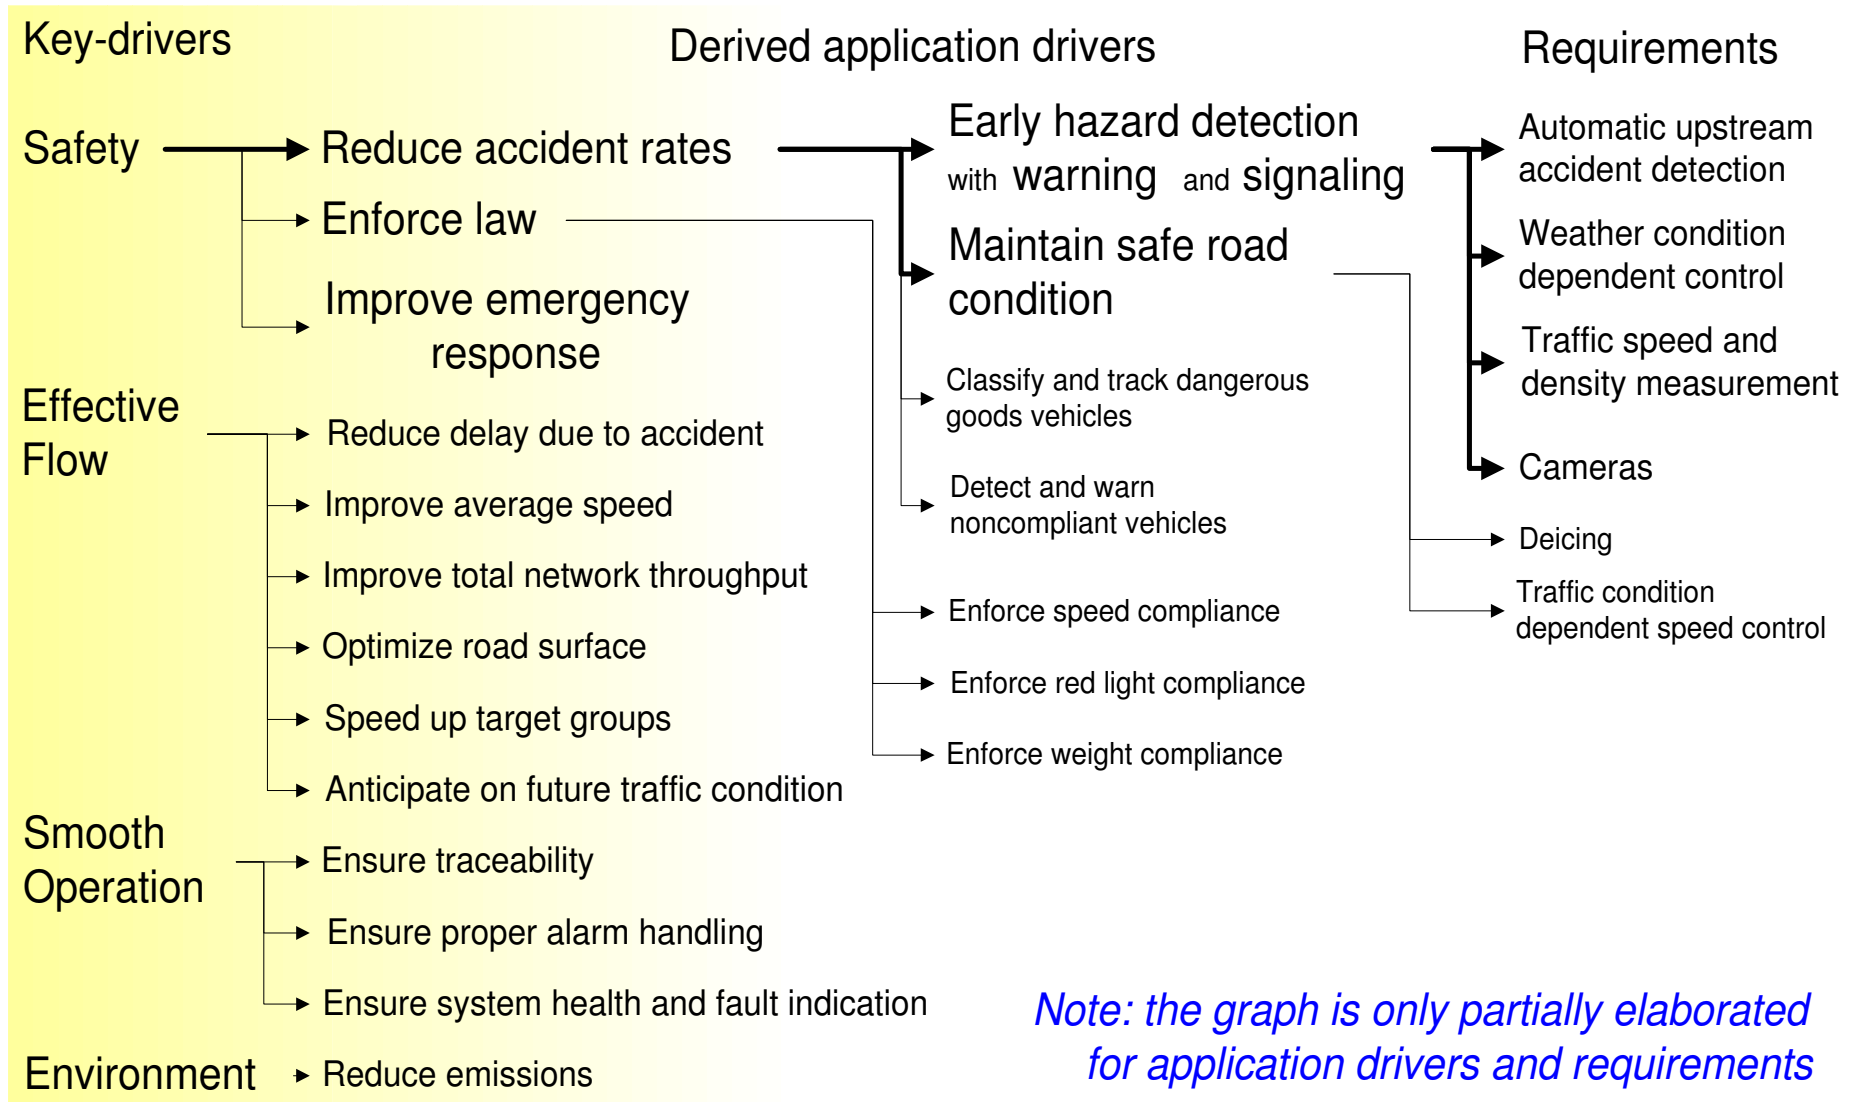 Key-drivers
Derived application drivers
Requirements
Safety
Reduce accident rates
Enforce law
Improve emergency
response
Effective
Flow
Reduce delay due to accident
Improve average speed
Improve total network throughput
Optimize road surface
Speed up target groups
Anticipate on future traffic condition
Smooth
Operation
Ensure traceability
Ensure proper alarm handling
Ensure system health and fault indication
Environment
Reduce emissions
Early hazard detection
with warning and signaling
Maintain safe road
condition
Classify and track dangerous
goods vehicles
Detect and warn
noncompliant vehicles
Enforce speed compliance
Enforce red light compliance
Enforce weight compliance
Automatic upstream
accident detection
Weather condition
dependent control
Traffic speed and
density measurement
Cameras
Deicing
Traffic condition
dependent speed control
Note: the graph is only partially elaborated
for application drivers and requirements